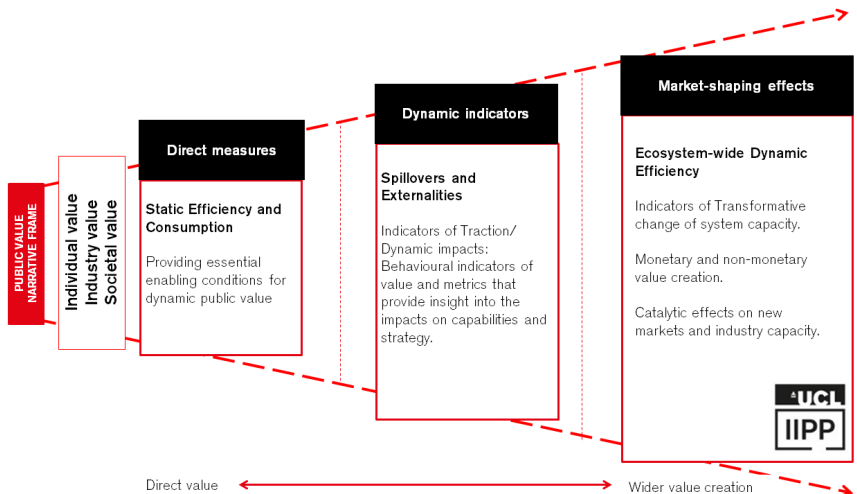 PUBLIC VALUE
NARRATIVE FRAME
Individual value
Industry value
Societal value
Direct measures
Static Efficiency and
Consumption
Providing essential
enabling conditions for
dynamic public value
Dynamic indicators
Spillovers and
Externalities
Indicators of Traction/
Dynamic impacts:
Behavioural indicators of
value and metrics that
provide insight into the
impacts on capabilities and
strategy.
Market-shaping effects
Ecosystem-wide Dynamic
Efficiency
Indicators of Transformative
change of system capacity.
Monetary and non-monetary
value creation.
Catalytic effects on new
markets and industry capacity.
UCL
IIPP
Direct value
Wider value creation